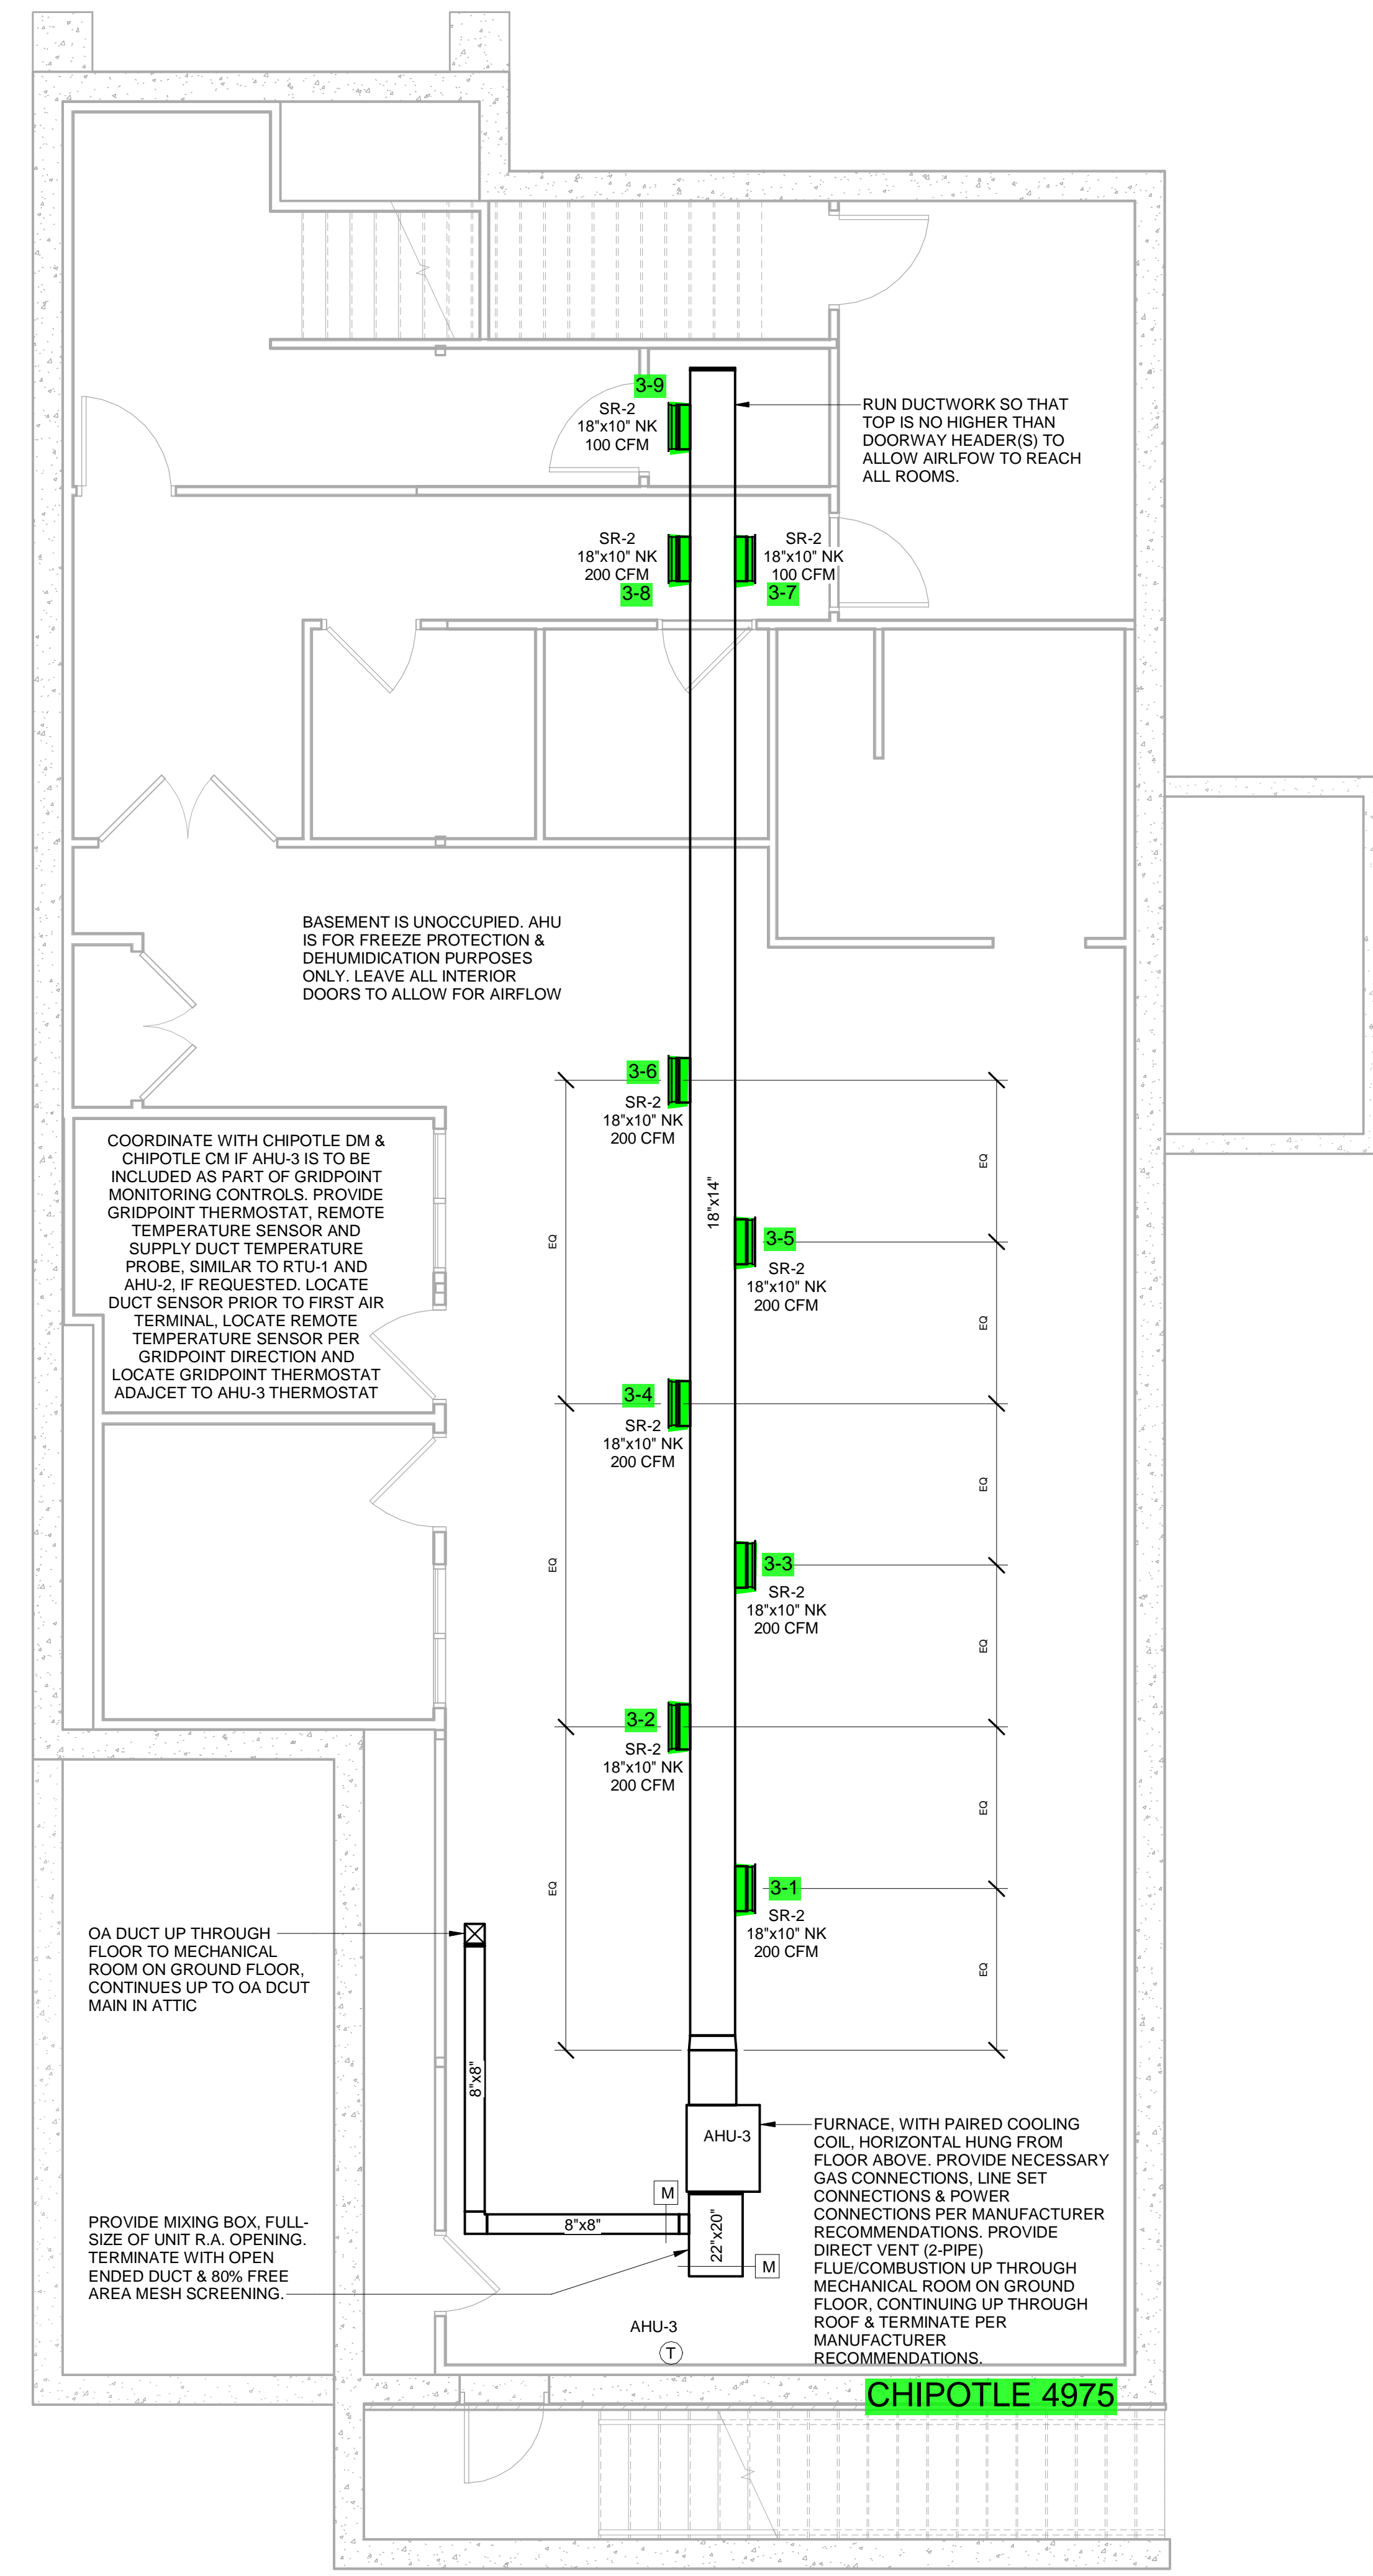 3-9
SR-2
18"x10" NK
100 CFM
RUN DUCTWORK SO THAT
TOP IS NO HIGHER THAN
DOORWAY HEADER(S) TO
ALLOW AIRLFOW TO REACH
ALL ROOMS.
SR-2
18"x10" NK
200 CFM
3-8
SR-2
18"x10" NK
100 CFM
3-7
BASEMENT IS UNOCCUPIED. AHU
IS FOR FREEZE PROTECTION &
DEHUMIDICATION PURPOSES
ONLY. LEAVE ALL INTERIOR
DOORS TO ALLOW FOR AIRFLOW
3-6
SR-2
18"x10" NK
200 CFM
COORDINATE WITH CHIPOTLE DM &
CHIPOTLE CM IF AHU-3 IS TO BE
INCLUDED AS PART OF GRIDPOINT
MONITORING CONTROLS. PROVIDE
GRIDPOINT THERMOSTAT, REMOTE
TEMPERATURE SENSOR AND
SUPPLY DUCT TEMPERATURE
PROBE, SIMILAR TO RTU-1 AND
AHU-2, IF REQUESTED. LOCATE
DUCT SENSOR PRIOR TO FIRST AIR
TERMINAL, LOCATE REMOTE
TEMPERATURE SENSOR PER
GRIDPOINT DIRECTION AND
LOCATE GRIDPOINT THERMOSTAT
ADAJCET TO AHU-3 THERMOSTAT
18"x14"
EQ
EQ
3-5
SR-2
18"x10" NK
200 CFM
EQ
3-4
SR-2
18"x10" NK
200 CFM
EQ
EQ
3-3
SR-2
18"x10" NK
200 CFM
EQ
3-2
SR-2
18"x10" NK
200 CFM
EQ
EQ
3-1
SR-2
18"x10" NK
200 CFM
EQ
OA DUCT UP THROUGH
FLOOR TO MECHANICAL
ROOM ON GROUND FLOOR,
CONTINUES UP TO OA DCUT
MAIN IN ATTIC
8"x8"
AHU-3
FURNACE, WITH PAIRED COOLING
COIL, HORIZONTAL HUNG FROM
FLOOR ABOVE. PROVIDE NECESSARY
GAS CONNECTIONS, LINE SET
CONNECTIONS & POWER
CONNECTIONS PER MANUFACTURER
RECOMMENDATIONS. PROVIDE
DIRECT VENT (2-PIPE)
FLUE/COMBUSTION UP THROUGH
MECHANICAL ROOM ON GROUND
FLOOR, CONTINUING UP THROUGH
ROOF & TERMINATE PER
MANUFACTURER
RECOMMENDATIONS.
M
8"x8"
22"x20"
M
PROVIDE MIXING BOX, FULL-
SIZE OF UNIT R.A. OPENING.
TERMINATE WITH OPEN
ENDED DUCT & 80% FREE
AREA MESH SCREENING.
AHU-3
T
CHIPOTLE 4975